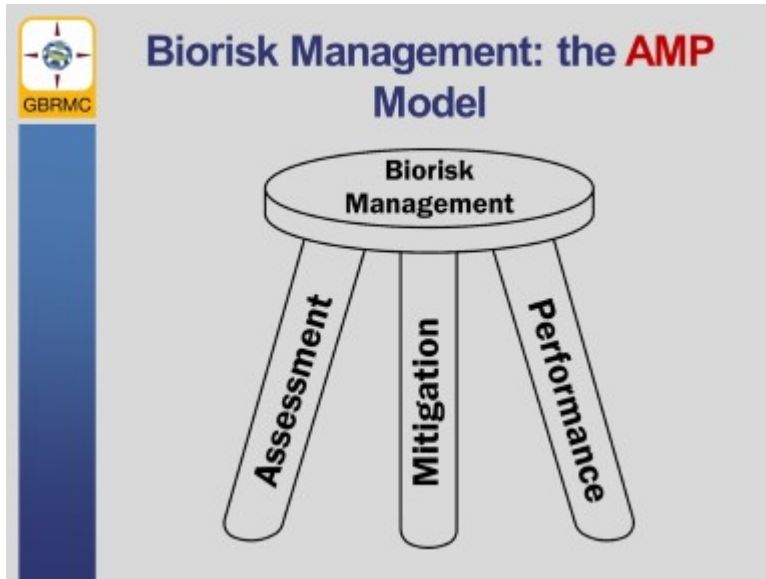 GBRMC
Biorisk Management: the AMP
Model
Biorisk
Management
Assessment
Mitigation
Performance